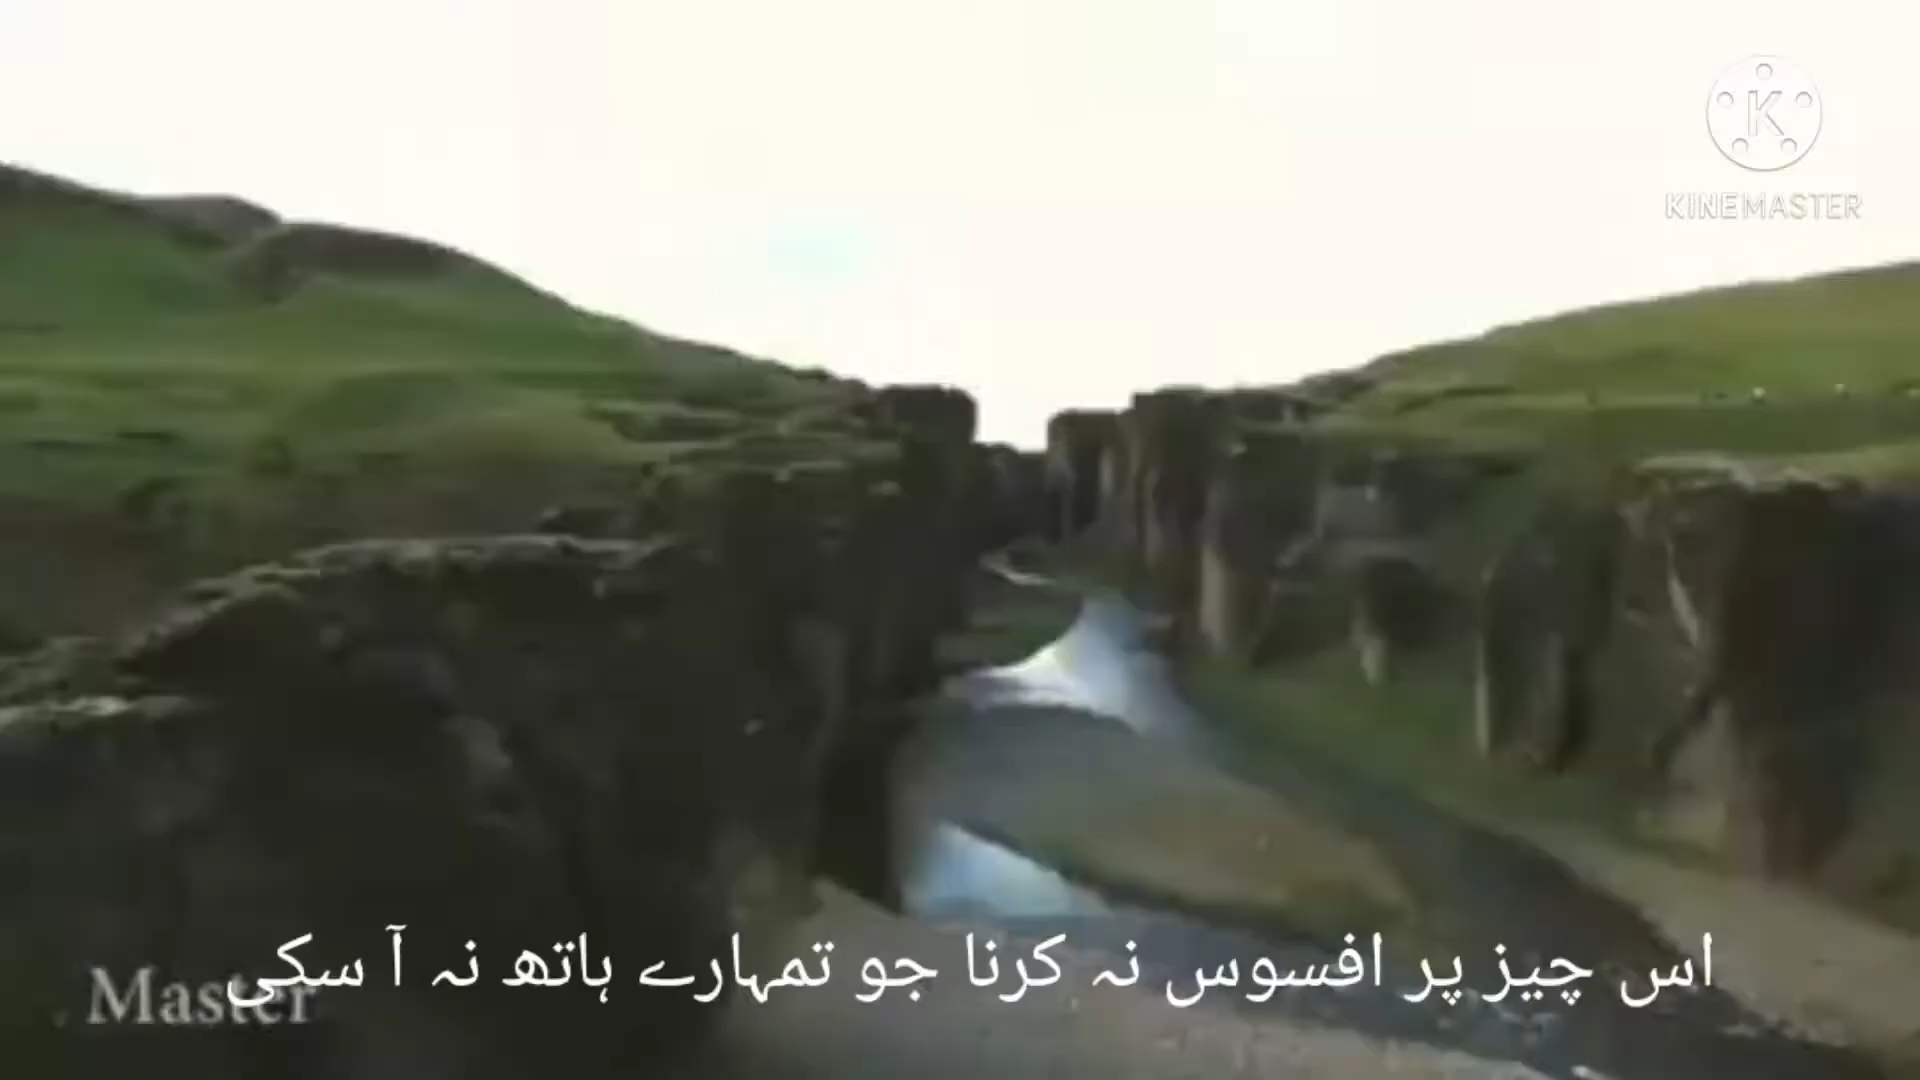 KINEMASTER
اس چیز پر افسوس نہ کرنا جو تمہارے ہاتھ نہ آ سکی
Master